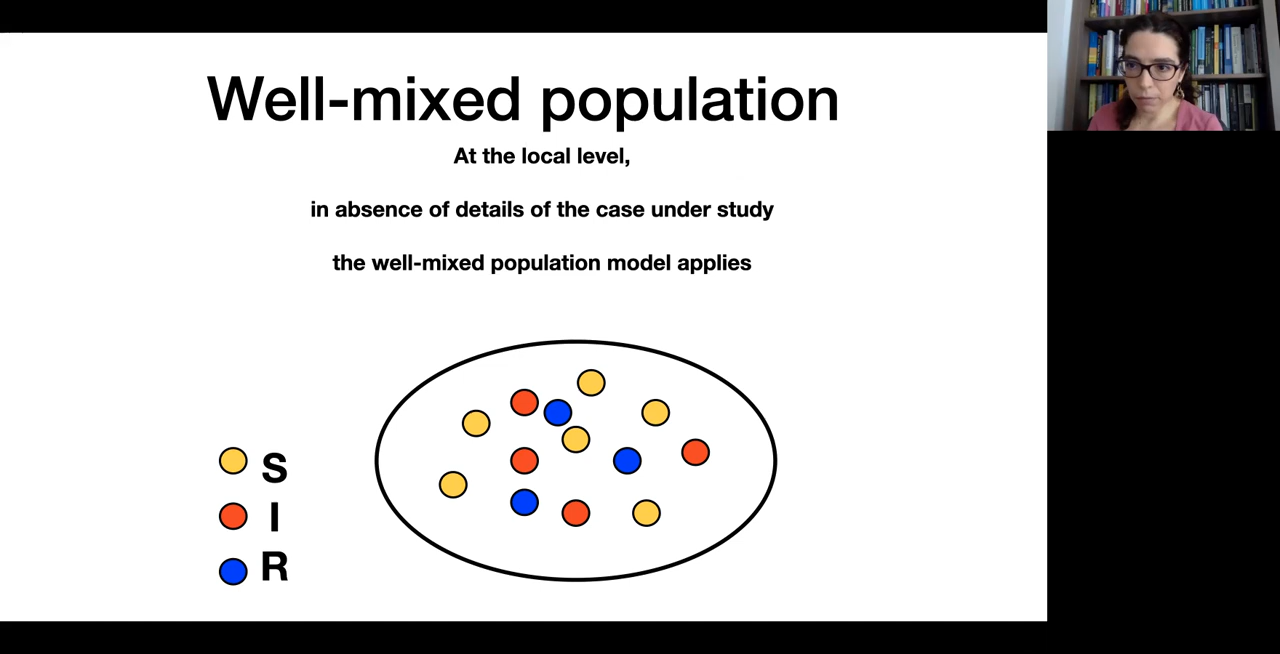 Well-mixed population
At the local level,
in absence of details of the case under study
the well-mixed population model applies
S
I
R